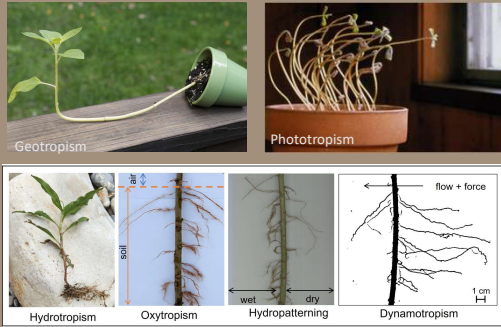 Geotropism
Phototropism
air
soil
wet
dry
flow + force
1 cm
Hydrotropism
Oxytropism
Hydropatterning
Dynamotropism